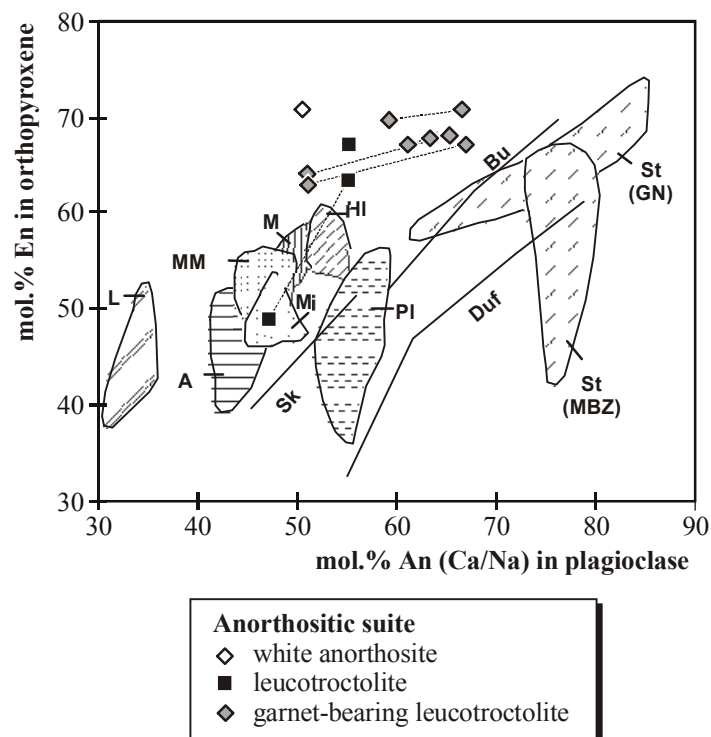 mol.% En in orthopyroxene
80
70
60
50
40
30
30
40
50
60
70
80
90
mol.% An (Ca/Na) in plagioclase
L
A
MM
M
HI
Mi
Sk
PI
Bu
Duf
St
(GN)
St
(MBZ)
Anorthositic suite
white anorthosite
leucotroctolite
garnet-bearing leucotroctolite